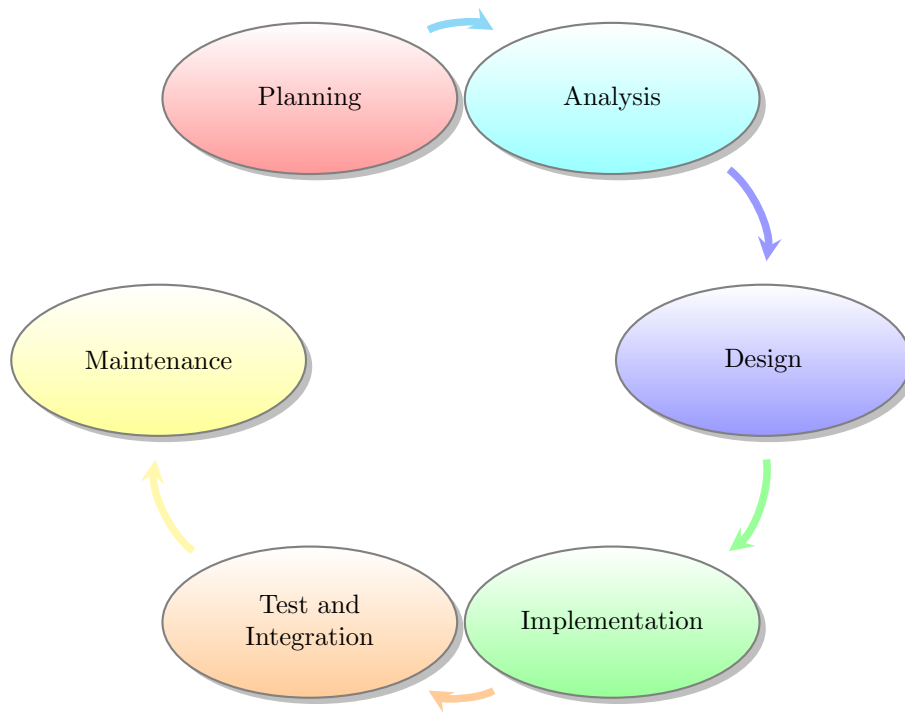 Planning
Analysis
Design
Implementation
Test and
Integration
Maintenance